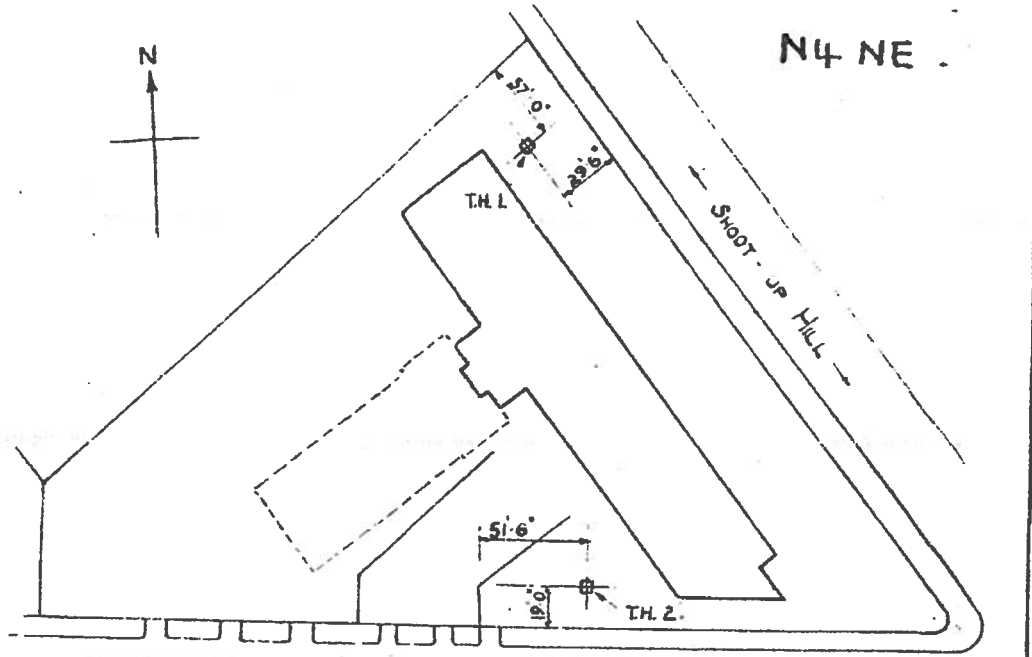 N4 NE .
N
57'.0"
29'.6"
T.H. 1
SHOOT - UP HILL
51'.6"
19'.0"
T.H. 2.